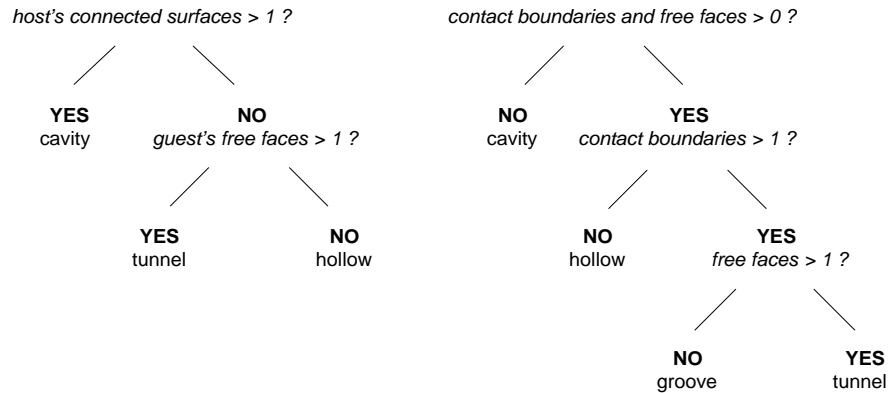 host's connected surfaces > 1 ?
YES
cavity
NO
guest's free faces > 1 ?
YES
tunnel
NO
hollow
contact boundaries and free faces > 0 ?
NO
cavity
YES
contact boundaries > 1 ?
NO
hollow
YES
free faces > 1 ?
NO
groove
YES
tunnel